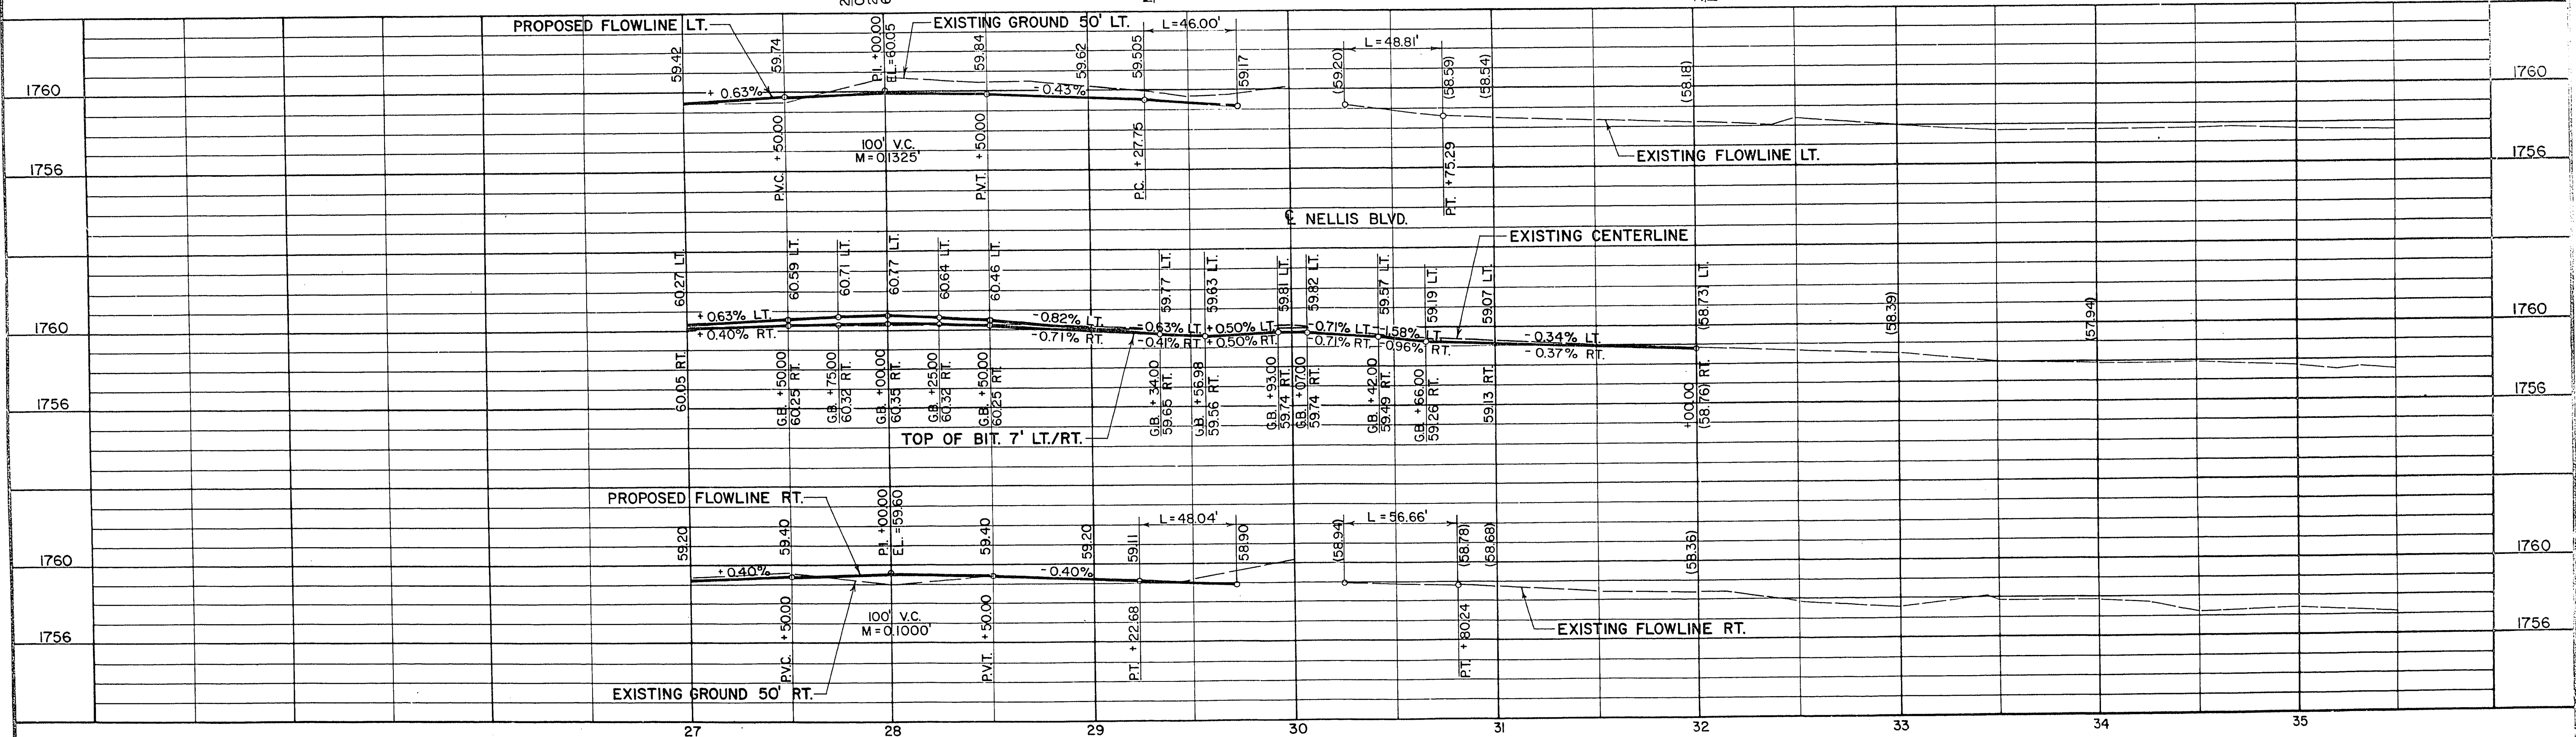 PROPOSED FLOWLINE LT.
EXISTING GROUND 50' LT.
L=46.00'
L=48.81'
59.42
59.74
P.I. +00.00
EL.=60.05
59.84
59.62
59.505
59.17
(59.20)
(58.59)
(58.54)
(58.18)
1760
1760
+ 0.63%
-0.43%
100' V.C.
M = 0.1325'
P.V.C. +50.00
P.V.T. +50.00
P.C. +27.75
P.T. +75.29
EXISTING FLOWLINE LT.
1756
1756
℄ NELLIS BLVD.
EXISTING CENTERLINE
60.27 LT.
60.59 LT.
60.71 LT.
60.77 LT.
60.64 LT.
60.46 LT.
59.77 LT.
59.63 LT.
59.81 LT.
59.82 LT.
59.57 LT.
59.19 LT.
59.07 LT.
(58.73) LT.
(58.39)
(57.94)
1760
1760
+ 0.63% LT.
-0.82% LT.
-0.63% LT.
+0.50% LT.
-0.71% LT.
-1.58% LT.
-0.34% LT.
+0.40% RT.
-0.71% RT.
-0.41% RT
+0.50% RT.
-0.71% RT.
-0.96% RT.
-0.37% RT.
60.05 RT.
G.B. +50.00
60.25 RT.
G.B. +75.00
60.32 RT.
G.B. +00.00
60.35 RT.
G.B. +25.00
60.32 RT.
G.B. +50.00
60.25 RT.
G.B. +34.00
59.65 RT.
G.B. +56.98
59.56 RT.
G.B. +93.00
59.74 RT.
G.B. +07.00
59.74 RT.
G.B. +42.00
59.49 RT.
G.B. +66.00
59.26 RT.
59.13 RT.
+00.00
(58.76) RT.
1756
1756
TOP OF BIT. 7' LT./RT.
PROPOSED FLOWLINE RT.
L=48.04'
L = 56.66'
59.20
59.40
P.I. +00.00
EL.=59.60
59.40
59.20
59.11
58.90
(58.94)
(58.78)
(58.68)
(58.36)
1760
1760
+0.40%
-0.40%
100' V.C.
M = 0.1000'
P.V.C. +50.00
P.V.T. +50.00
P.T. +22.68
P.T. +80.24
EXISTING FLOWLINE RT.
1756
1756
EXISTING GROUND 50' RT.
27
28
29
30
31
32
33
34
35